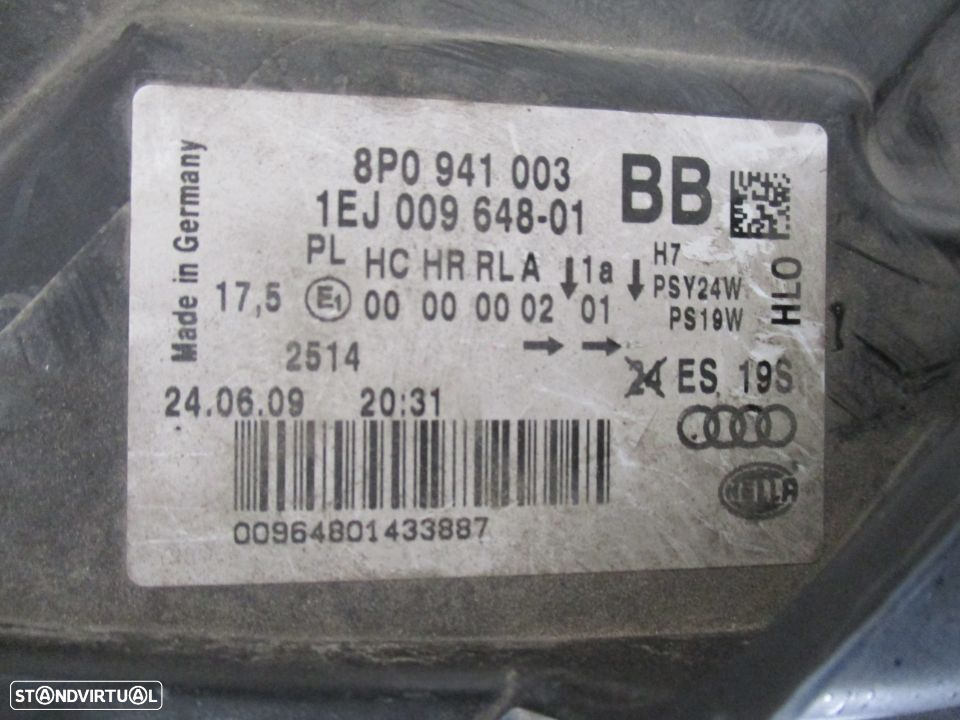 Made in Germany
8P0 941 003 BB
1EJ 009 648-01
PL HC HR RL A 1a H7
17,5 E1 00 00 00 02 01 PSY24W
PS19W
HLO
2514
24 ES 19S
24.06.09 20:31
HELLA
00964801433887
STANDVIRTUAL